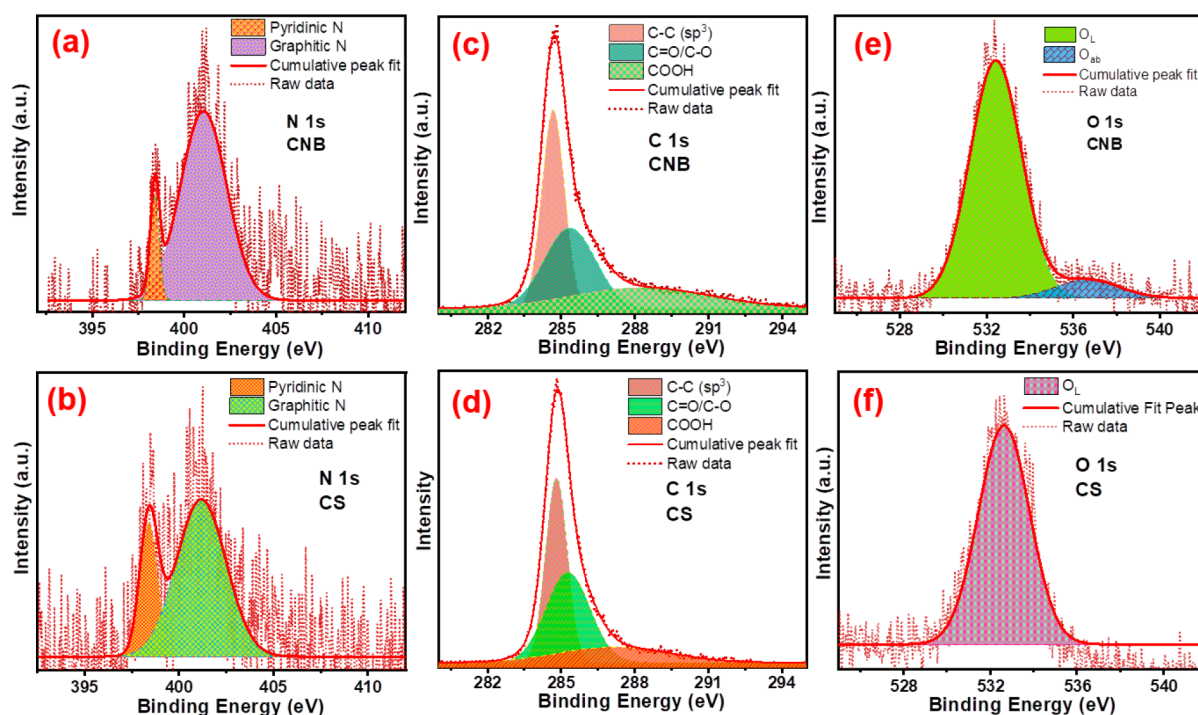 (a)
Pyridinic N
Graphitic N
Cumulative peak fit
Raw data
N 1s
CNB
Intensity (a.u.)
395 400 405 410
Binding Energy (eV)
(c)
C-C (sp³)
C=O/C-O
COOH
Cumulative peak fit
Raw data
C 1s
CNB
Intensity (a.u.)
282 285 288 291 294
Binding Energy (eV)
(e)
O_L
O_ab
Cumulative peak fit
Raw data
O 1s
CNB
Intensity (a.u.)
528 532 536 540
Binding Energy (eV)
(b)
Pyridinic N
Graphitic N
Cumulative peak fit
Raw data
N 1s
CS
Intensity (a.u.)
395 400 405 410
Binding Energy (eV)
(d)
C-C (sp³)
C=O/C-O
COOH
Cumulative peak fit
Raw data
C 1s
CS
Intensity
282 285 288 291 294
Binding Energy (eV)
(f)
O_L
Cumulative Fit Peak
Raw data
O 1s
CS
Intensity (a.u.)
528 532 536 540
Binding Energy (eV)